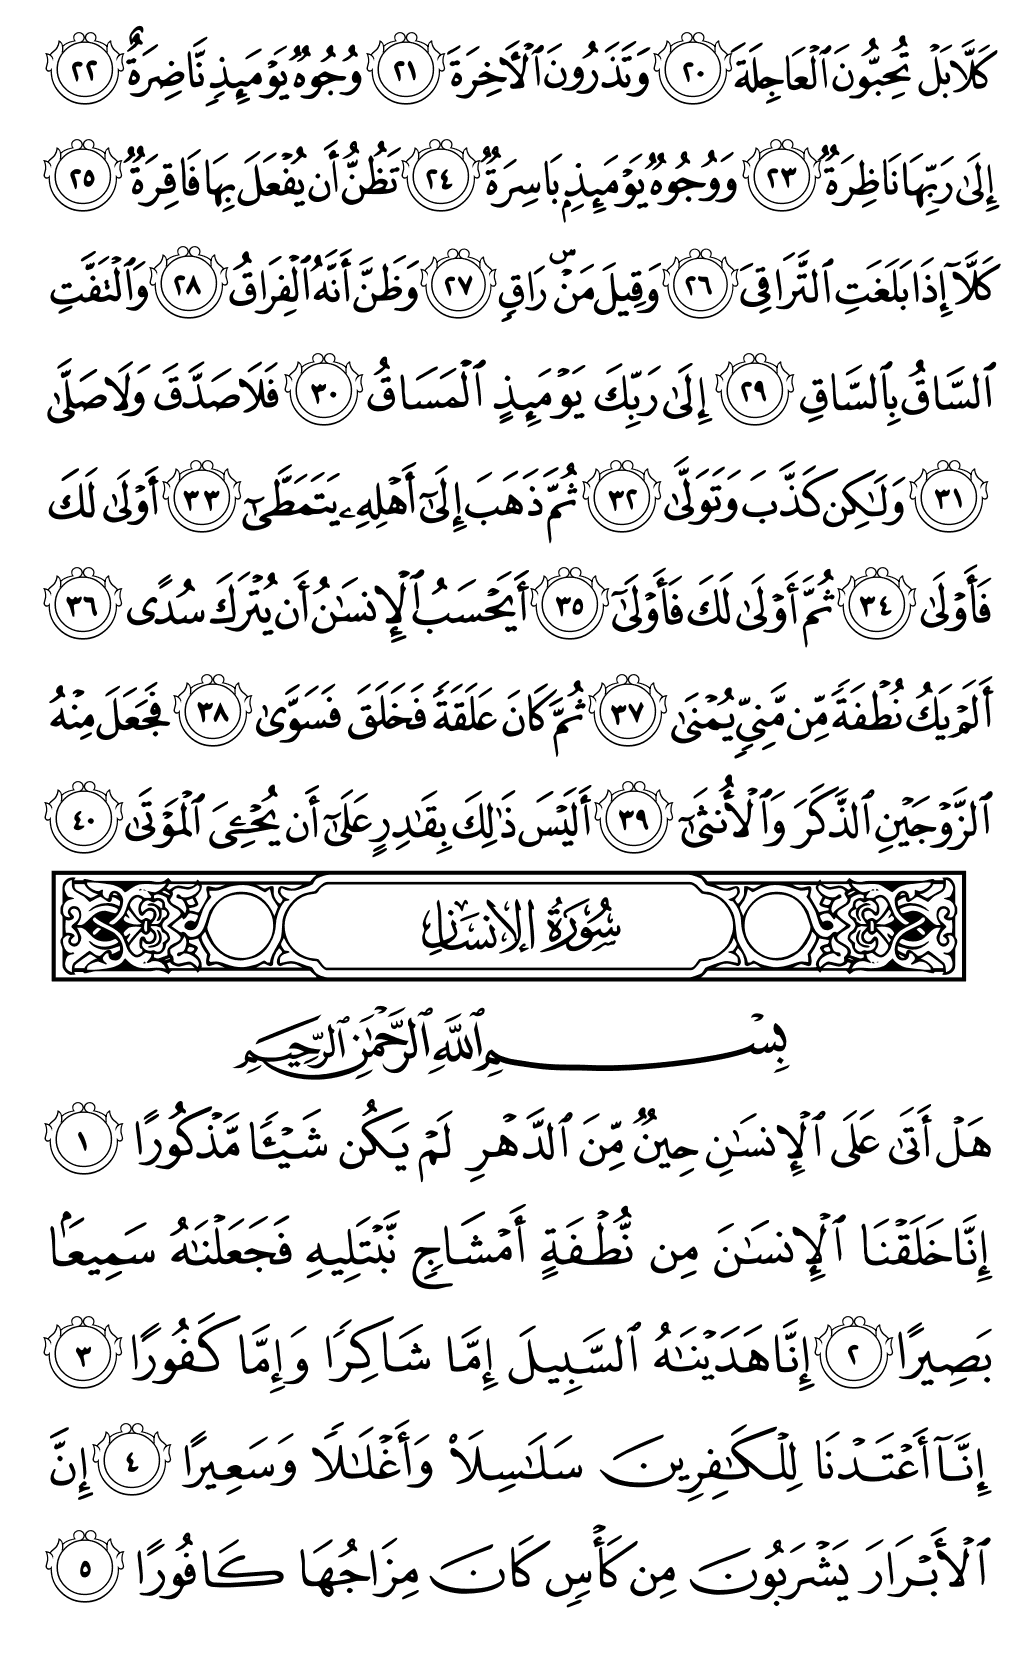 كَلَّا بَلۡ تُحِبُّونَ ٱلۡعَاجِلَةَ ٢٠ وَتَذَرُونَ ٱلۡأٓخِرَةَ ٢١ وُجُوهٞ يَوۡمَئِذٖ نَّاضِرَةٌ ٢٢
إِلَىٰ رَبِّهَا نَاظِرَةٞ ٢٣ وَوُجُوهٞ يَوۡمَئِذِۭ بَاسِرَةٞ ٢٤ تَظُنُّ أَن يُفۡعَلَ بِهَا فَاقِرَةٞ ٢٥
كَلَّآ إِذَا بَلَغَتِ ٱلتَّرَاقِيَ ٢٦ وَقِيلَ مَنۡۜ رَاقٖ ٢٧ وَظَنَّ أَنَّهُ ٱلۡفِرَاقُ ٢٨ وَٱلۡتَفَّتِ
ٱلسَّاقُ بِٱلسَّاقِ ٢٩ إِلَىٰ رَبِّكَ يَوۡمَئِذٍ ٱلۡمَسَاقُ ٣٠ فَلَا صَدَّقَ وَلَا صَلَّىٰ
٣١ وَلَٰكِن كَذَّبَ وَتَوَلَّىٰ ٣٢ ثُمَّ ذَهَبَ إِلَىٰٓ أَهۡلِهِۦ يَتَمَطَّىٰٓ ٣٣ أَوۡلَىٰ لَكَ
فَأَوۡلَىٰ ٣٤ ثُمَّ أَوۡلَىٰ لَكَ فَأَوۡلَىٰٓ ٣٥ أَيَحۡسَبُ ٱلۡإِنسَٰنُ أَن يُتۡرَكَ سُدًى ٣٦
أَلَمۡ يَكُ نُطۡفَةٗ مِّن مَّنِيّٖ يُمۡنَىٰ ٣٧ ثُمَّ كَانَ عَلَقَةٗ فَخَلَقَ فَسَوَّىٰ ٣٨ فَجَعَلَ مِنۡهُ
ٱلزَّوۡجَيۡنِ ٱلذَّكَرَ وَٱلۡأُنثَىٰٓ ٣٩ أَلَيۡسَ ذَٰلِكَ بِقَٰدِرٍ عَلَىٰٓ أَن يُحۡـِۧيَ ٱلۡمَوۡتَىٰ ٤٠
سُورَةُ الإِنسَانِ
بِسۡمِ ٱللَّهِ ٱلرَّحۡمَٰنِ ٱلرَّحِيمِ
هَلۡ أَتَىٰ عَلَى ٱلۡإِنسَٰنِ حِينٞ مِّنَ ٱلدَّهۡرِ لَمۡ يَكُن شَيۡـٔٗا مَّذۡكُورًا ١
إِنَّا خَلَقۡنَا ٱلۡإِنسَٰنَ مِن نُّطۡفَةٍ أَمۡشَاجٖ نَّبۡتَلِيهِ فَجَعَلۡنَٰهُ سَمِيعَۢا
بَصِيرًا ٢ إِنَّا هَدَيۡنَٰهُ ٱلسَّبِيلَ إِمَّا شَاكِرٗا وَإِمَّا كَفُورًا ٣
إِنَّآ أَعۡتَدۡنَا لِلۡكَٰفِرِينَ سَلَٰسِلَاْ وَأَغۡلَٰلٗا وَسَعِيرًا ٤ إِنَّ
ٱلۡأَبۡرَارَ يَشۡرَبُونَ مِن كَأۡسٖ كَانَ مِزَاجُهَا كَافُورًا ٥